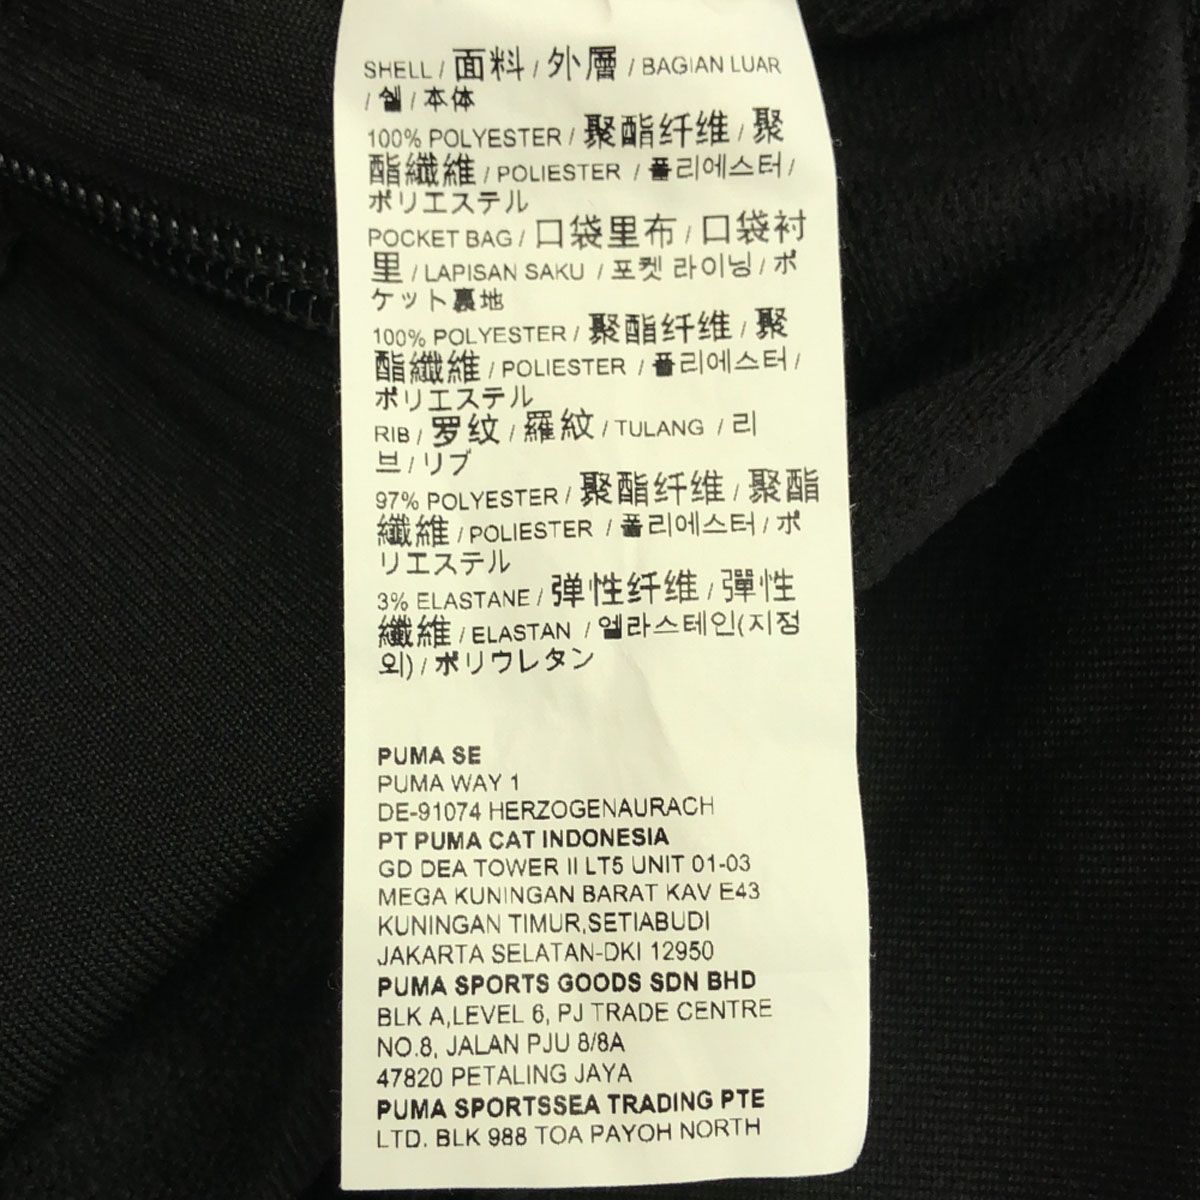 SHELL / 面料 / 外層 / BAGIAN LUAR
/ 쉘 / 本体
100% POLYESTER / 聚酯纤维 / 聚
酯纖維 / POLIESTER / 폴리에스터 /
ポリエステル
POCKET BAG / 口袋里布 / 口袋衬
里 / LAPISAN SAKU / 포켓 라이닝 / ポ
ケット裏地
100% POLYESTER / 聚酯纤维 / 聚
酯纖維 / POLIESTER / 폴리에스터 /
ポリエステル
RIB / 罗纹 / 羅紋 / TULANG / 리
브 / リブ
97% POLYESTER / 聚酯纤维 / 聚酯
纖維 / POLIESTER / 폴리에스터 / ポ
リエステル
3% ELASTANE / 弹性纤维 / 彈性
纖維 / ELASTAN / 엘라스테인(지정
외) / ポリウレタン
PUMA SE
PUMA WAY 1
DE-91074 HERZOGENAURACH
PT PUMA CAT INDONESIA
GD DEA TOWER II LT5 UNIT 01-03
MEGA KUNINGAN BARAT KAV E43
KUNINGAN TIMUR,SETIABUDI
JAKARTA SELATAN-DKI 12950
PUMA SPORTS GOODS SDN BHD
BLK A,LEVEL 6, PJ TRADE CENTRE
NO.8, JALAN PJU 8/8A
47820 PETALING JAYA
PUMA SPORTSSEA TRADING PTE
LTD. BLK 988 TOA PAYOH NORTH